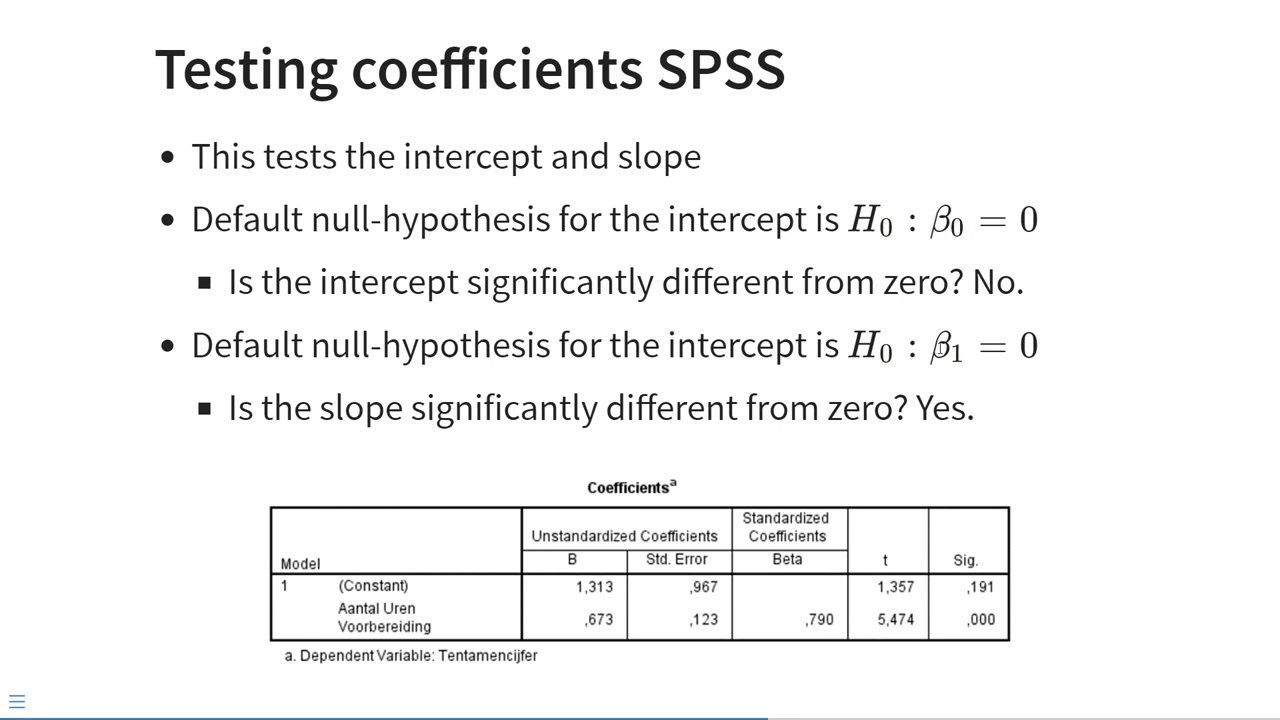 Testing coefficients SPSS
• This tests the intercept and slope
• Default null-hypothesis for the intercept is H₀ : β₀ = 0
▪ Is the intercept significantly different from zero? No.
• Default null-hypothesis for the intercept is H₀ : β₁ = 0
▪ Is the slope significantly different from zero? Yes.
Coefficientsᵃ
Model Unstandardized Coefficients Standardized Coefficients t Sig.
B Std. Error Beta
1 (Constant) 1,313 ,967 1,357 ,191
Aantal Uren Voorbereiding ,673 ,123 ,790 5,474 ,000
a. Dependent Variable: Tentamencijfer